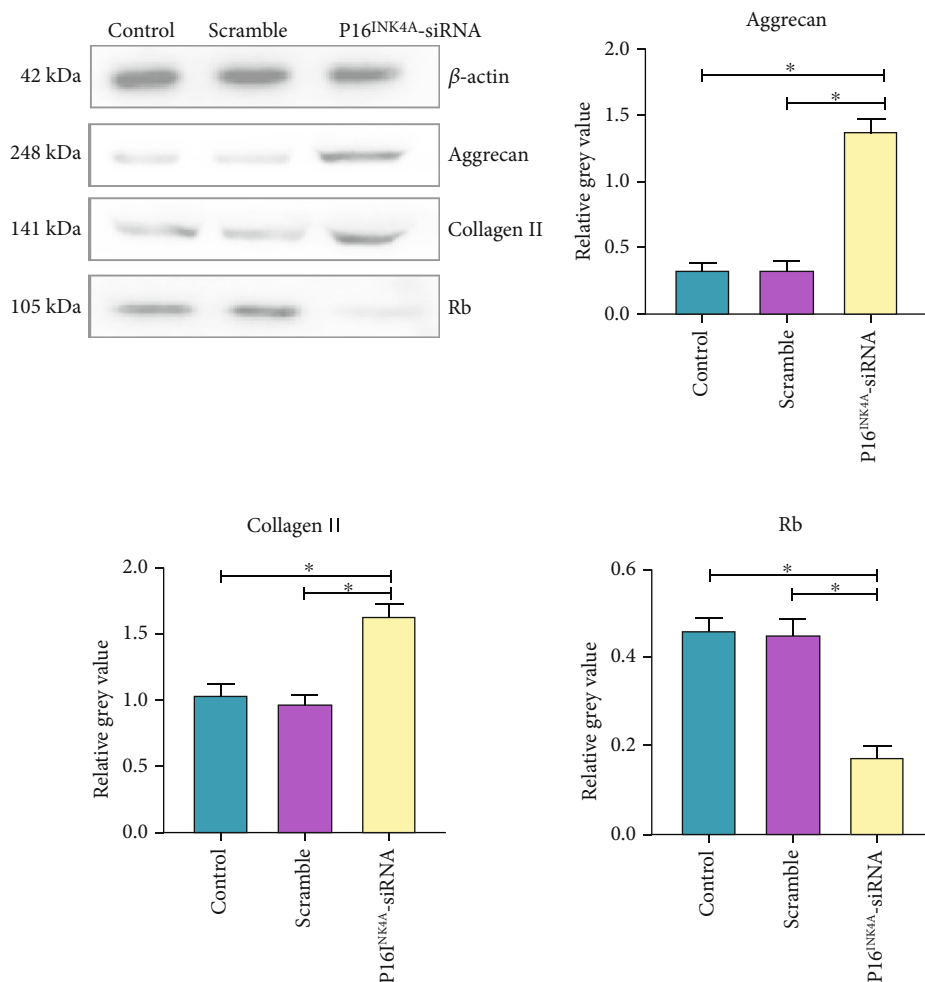 Control Scramble P16INK4A-siRNA
42 kDa β-actin
248 kDa Aggrecan
141 kDa Collagen II
105 kDa Rb
Aggrecan
Relative grey value
2.0
1.5
1.0
0.5
0.0
*
*
Control
Scramble
P16INK4A-siRNA
Collagen II
Relative grey value
2.0
1.5
1.0
0.5
0.0
*
*
Control
Scramble
P16INK4A-siRNA
Rb
Relative grey value
0.6
0.4
0.2
0.0
*
*
Control
Scramble
P16INK4A-siRNA